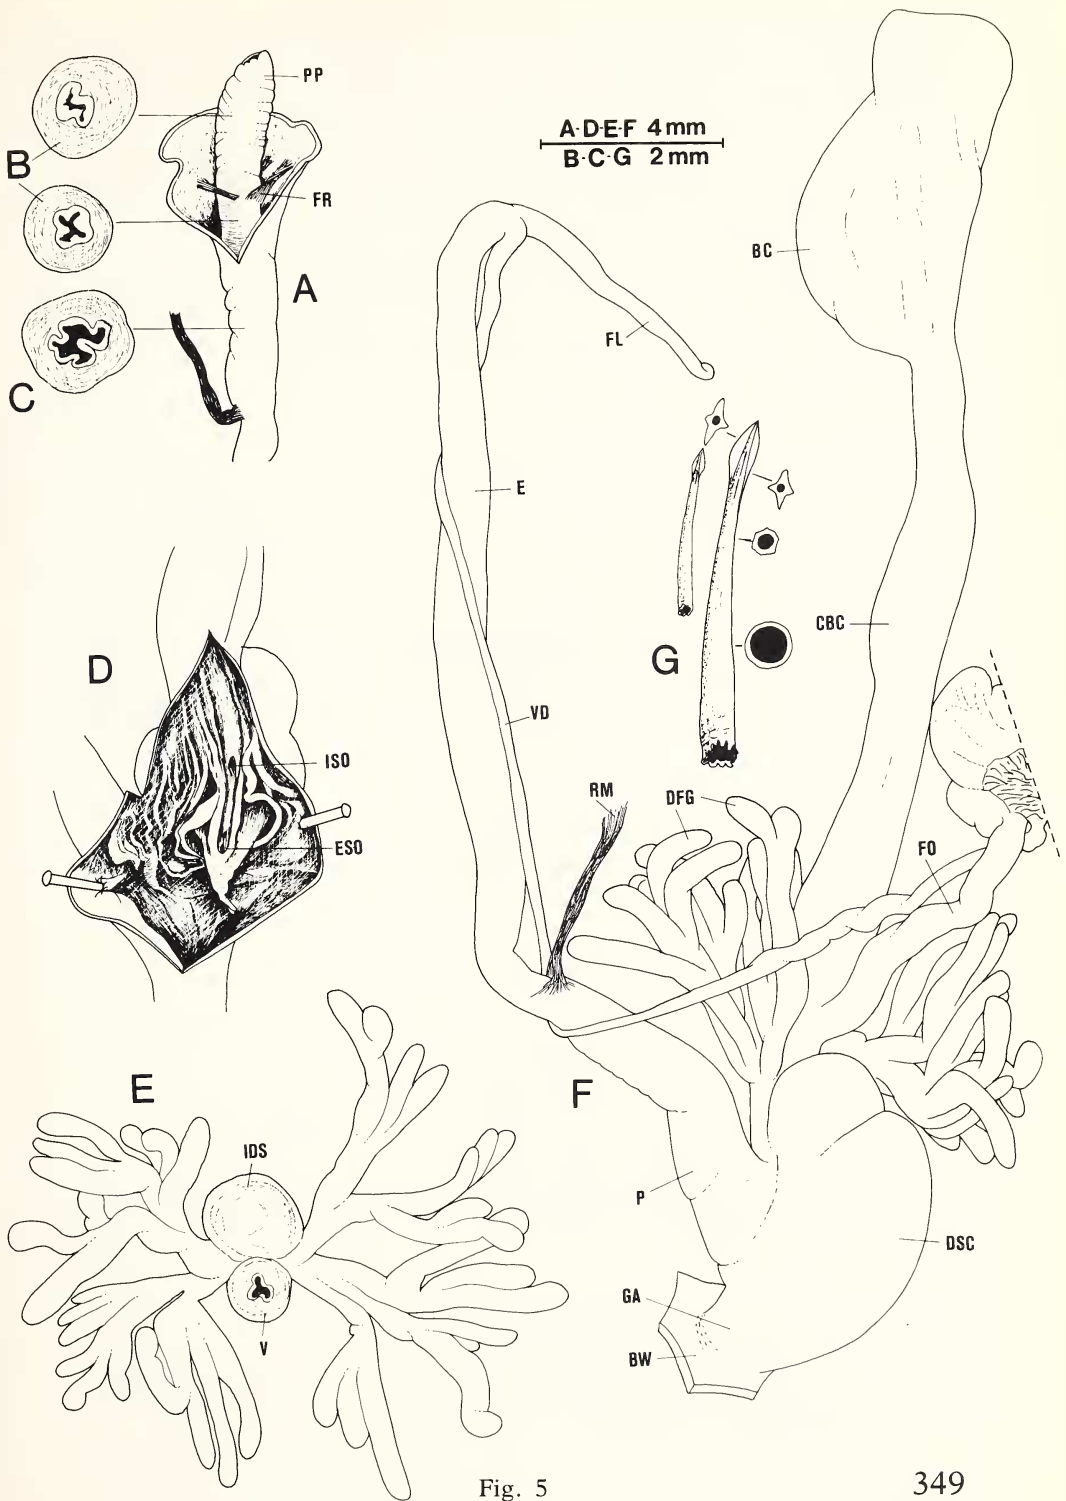 PP
A·D·E·F 4mm
B·C·G 2mm
B
FR
BC
A
FL
C
E
CBC
G
D
VD
ISO
RM
DFG
ESO
FO
E
F
IDS
P
DSC
GA
V
BW
Fig. 5
349